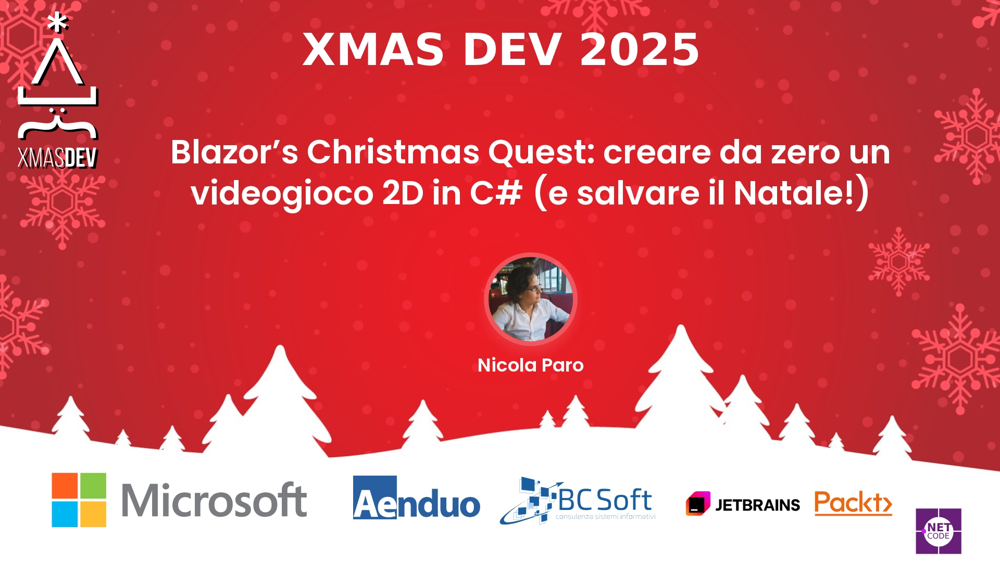 XMAS DEV 2025
XMASDEV
Blazor’s Christmas Quest: creare da zero un
videogioco 2D in C# (e salvare il Natale!)
Nicola Paro
Microsoft
Aenduo
BC Soft
consulenza sistemi informativi
JETBRAINS
Packt
.NET
CODE